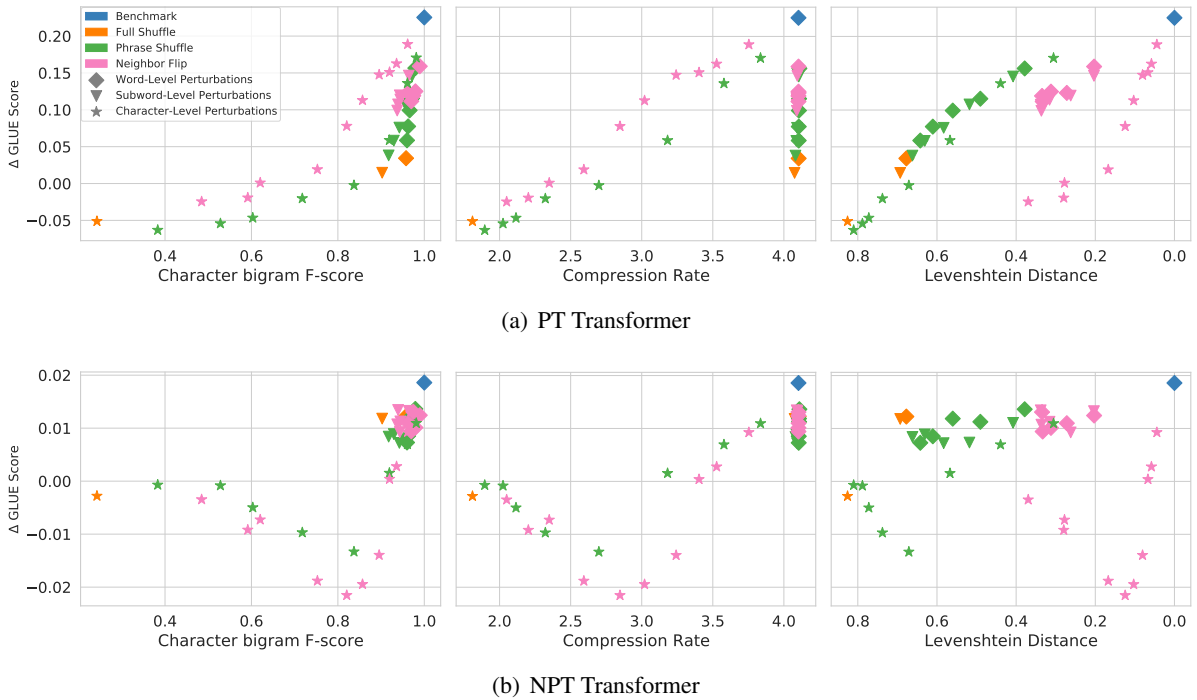 Benchmark
Full Shuffle
Phrase Shuffle
Neighbor Flip
Word-Level Perturbations
Subword-Level Perturbations
Character-Level Perturbations
Δ GLUE Score
0.20
0.15
0.10
0.05
0.00
−0.05
0.4 0.6 0.8 1.0
Character bigram F-score
2.0 2.5 3.0 3.5 4.0
Compression Rate
0.8 0.6 0.4 0.2 0.0
Levenshtein Distance
(a) PT Transformer
Δ GLUE Score
0.02
0.01
0.00
−0.01
−0.02
0.4 0.6 0.8 1.0
Character bigram F-score
2.0 2.5 3.0 3.5 4.0
Compression Rate
0.8 0.6 0.4 0.2 0.0
Levenshtein Distance
(b) NPT Transformer